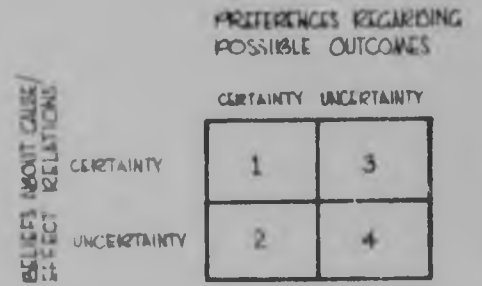 PREFERENCES REGARDING
POSSIBLE OUTCOMES
CERTAINTY UNCERTAINTY
BELIEFS ABOUT CAUSE/
EFFECT RELATIONS
CERTAINTY 1 3
UNCERTAINTY 2 4